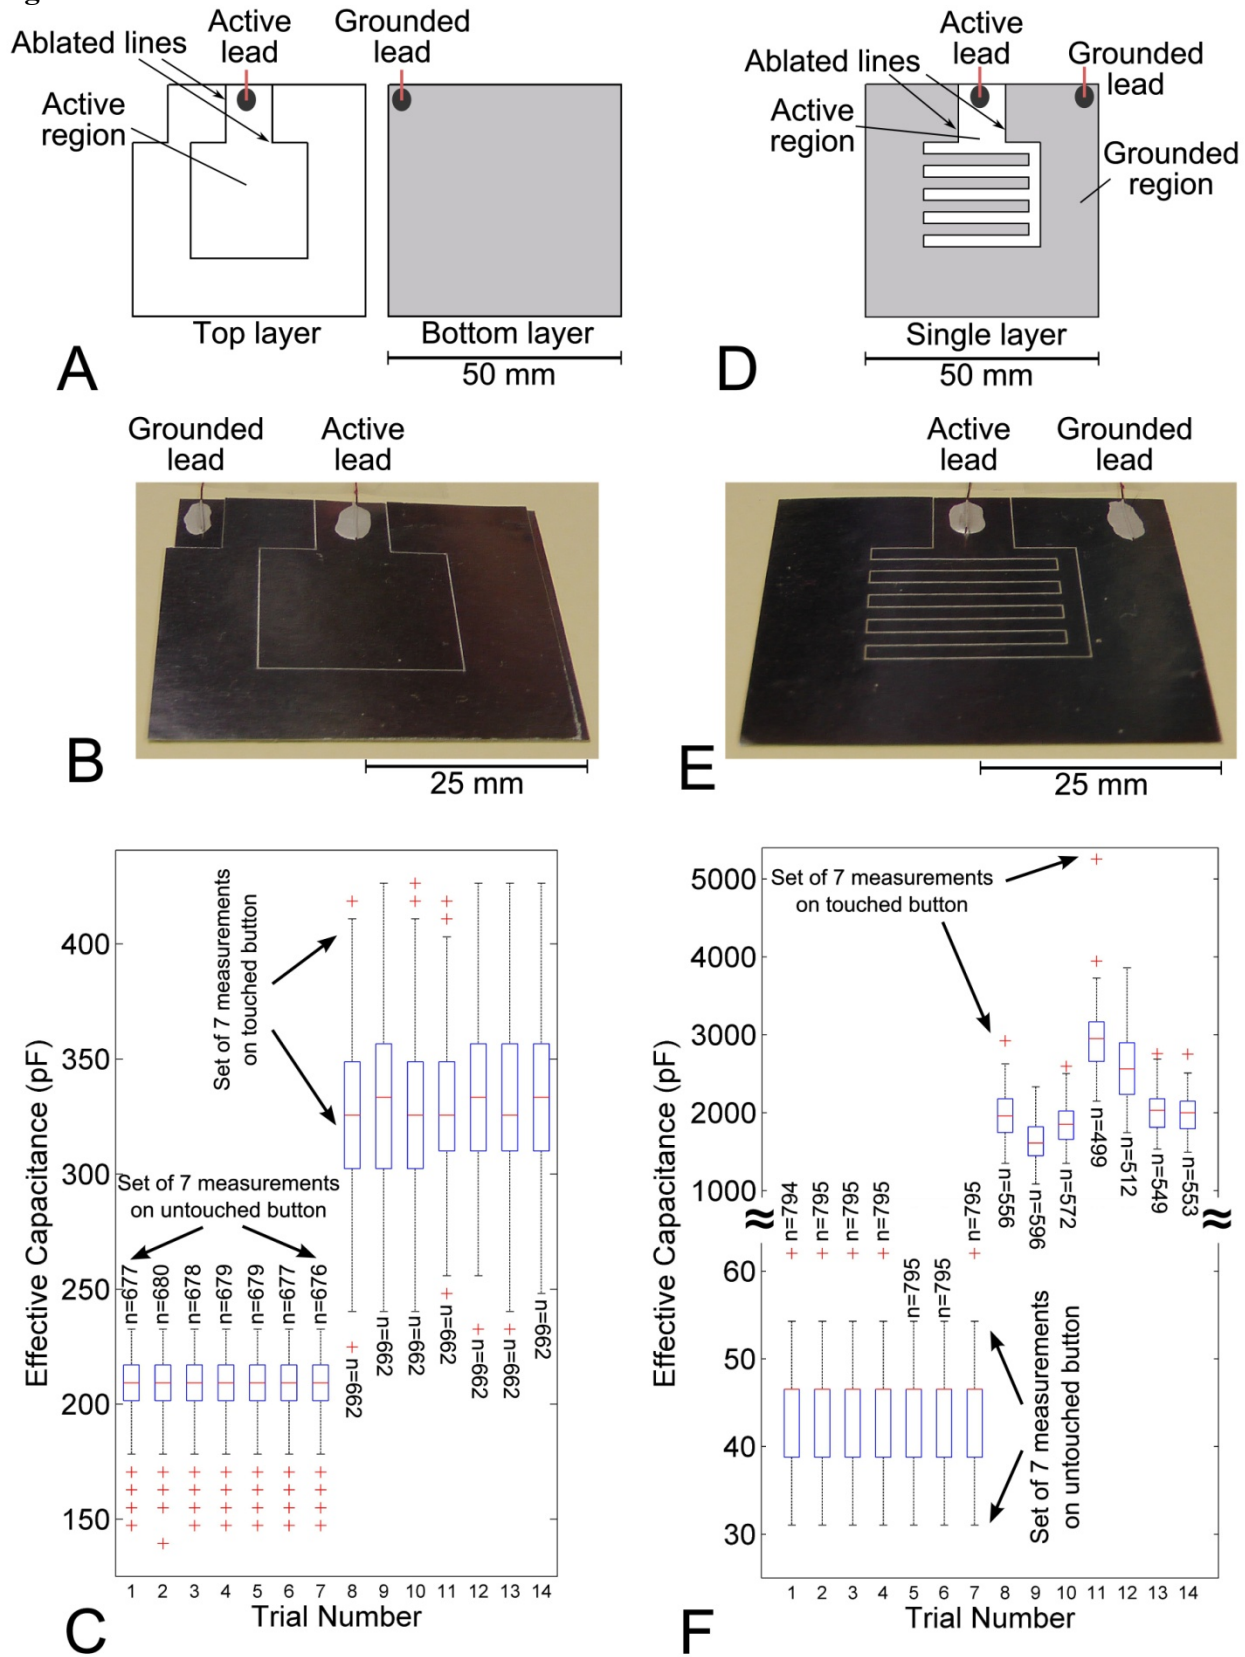 Active
lead
Grounded
lead
Ablated lines
Active
region
Top layer
Bottom layer
50 mm
A
Active
lead
Grounded
lead
Ablated lines
Active
region
Grounded
region
Single layer
50 mm
D
Grounded
lead
Active
lead
B
25 mm
Active
lead
Grounded
lead
E
25 mm
Effective Capacitance (pF)
400
350
300
250
200
150
Set of 7 measurements
on touched button
Set of 7 measurements
on untouched button
n=677
n=680
n=678
n=679
n=679
n=677
n=676
n=662
n=662
n=662
n=662
n=662
n=662
n=662
1 2 3 4 5 6 7 8 9 10 11 12 13 14
Trial Number
C
Effective Capacitance (pF)
5000
4000
3000
2000
1000
60
50
40
30
Set of 7 measurements
on touched button
n=794
n=795
n=795
n=795
n=795
n=795
n=795
n=556
n=596
n=572
n=499
n=512
n=549
n=553
Set of 7 measurements
on untouched button
1 2 3 4 5 6 7 8 9 10 11 12 13 14
Trial Number
F